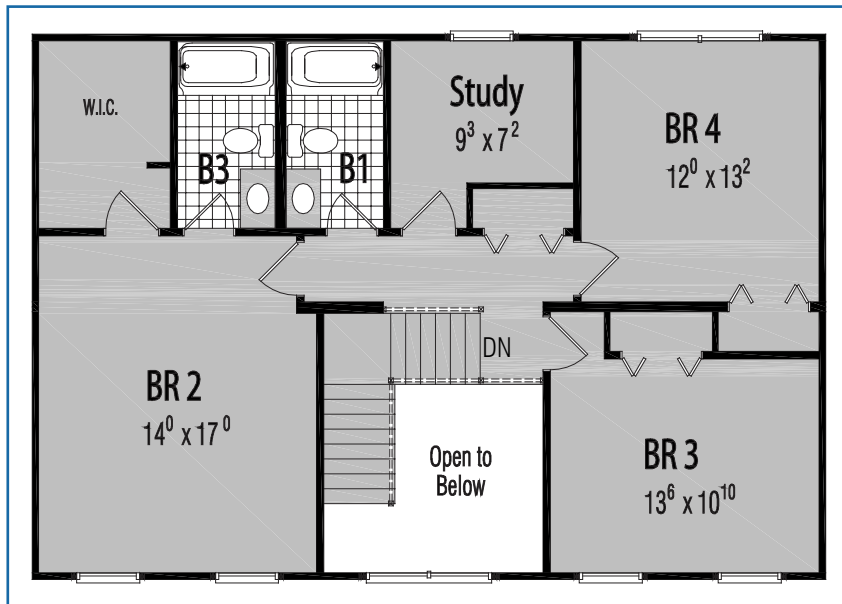 W.I.C.
B3
B1
Study
9³ x 7²
BR 4
12⁰ x 13²
BR 2
14⁰ x 17⁰
DN
Open to
Below
BR 3
13⁶ x 10¹⁰